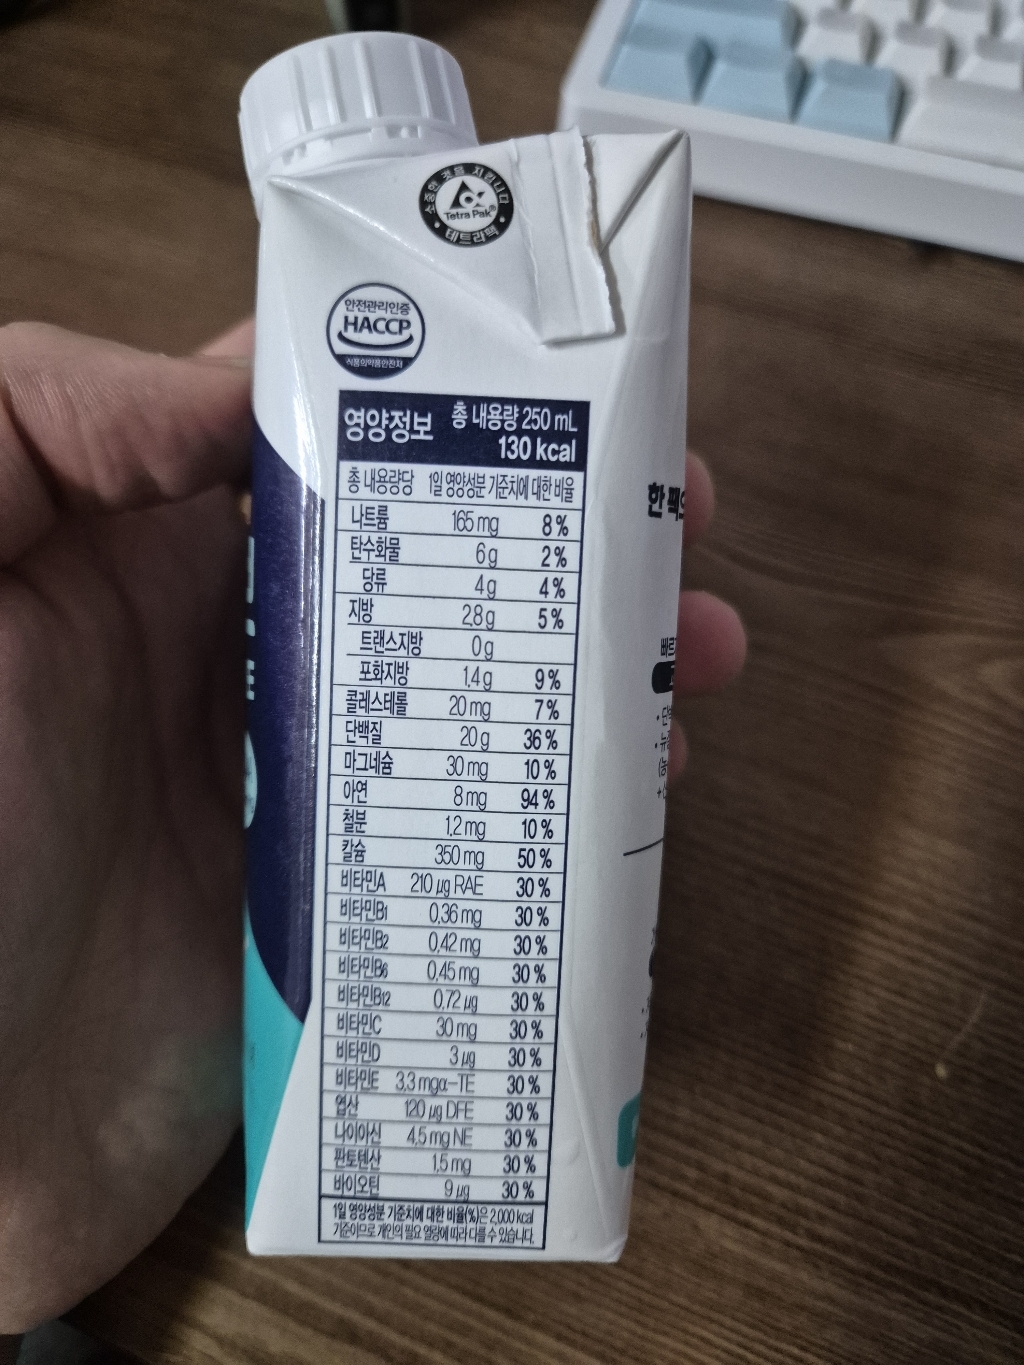 소중한 것을 지킵니다
Tetra Pak®
테트라팩
안전관리인증
HACCP
식품의약품안전처
영양정보 총 내용량 250 mL
130 kcal
총 내용량당 1일 영양성분 기준치에 대한 비율
나트륨 165 mg 8 %
탄수화물 6 g 2 %
당류 4 g 4 %
지방 2.8 g 5 %
트랜스지방 0 g
포화지방 1.4 g 9 %
콜레스테롤 20 mg 7 %
단백질 20 g 36 %
마그네슘 30 mg 10 %
아연 8 mg 94 %
철분 1.2 mg 10 %
칼슘 350 mg 50 %
비타민A 210 µg RAE 30 %
비타민B1 0.36 mg 30 %
비타민B2 0.42 mg 30 %
비타민B6 0.45 mg 30 %
비타민B12 0.72 µg 30 %
비타민C 30 mg 30 %
비타민D 3 µg 30 %
비타민E 3.3 mgα-TE 30 %
엽산 120 µg DFE 30 %
나이아신 4.5 mg NE 30 %
판토텐산 1.5 mg 30 %
바이오틴 9 µg 30 %
1일 영양성분 기준치에 대한 비율(%)은 2,000 kcal
기준이므로 개인의 필요 열량에 따라 다를 수 있습니다.
한 팩